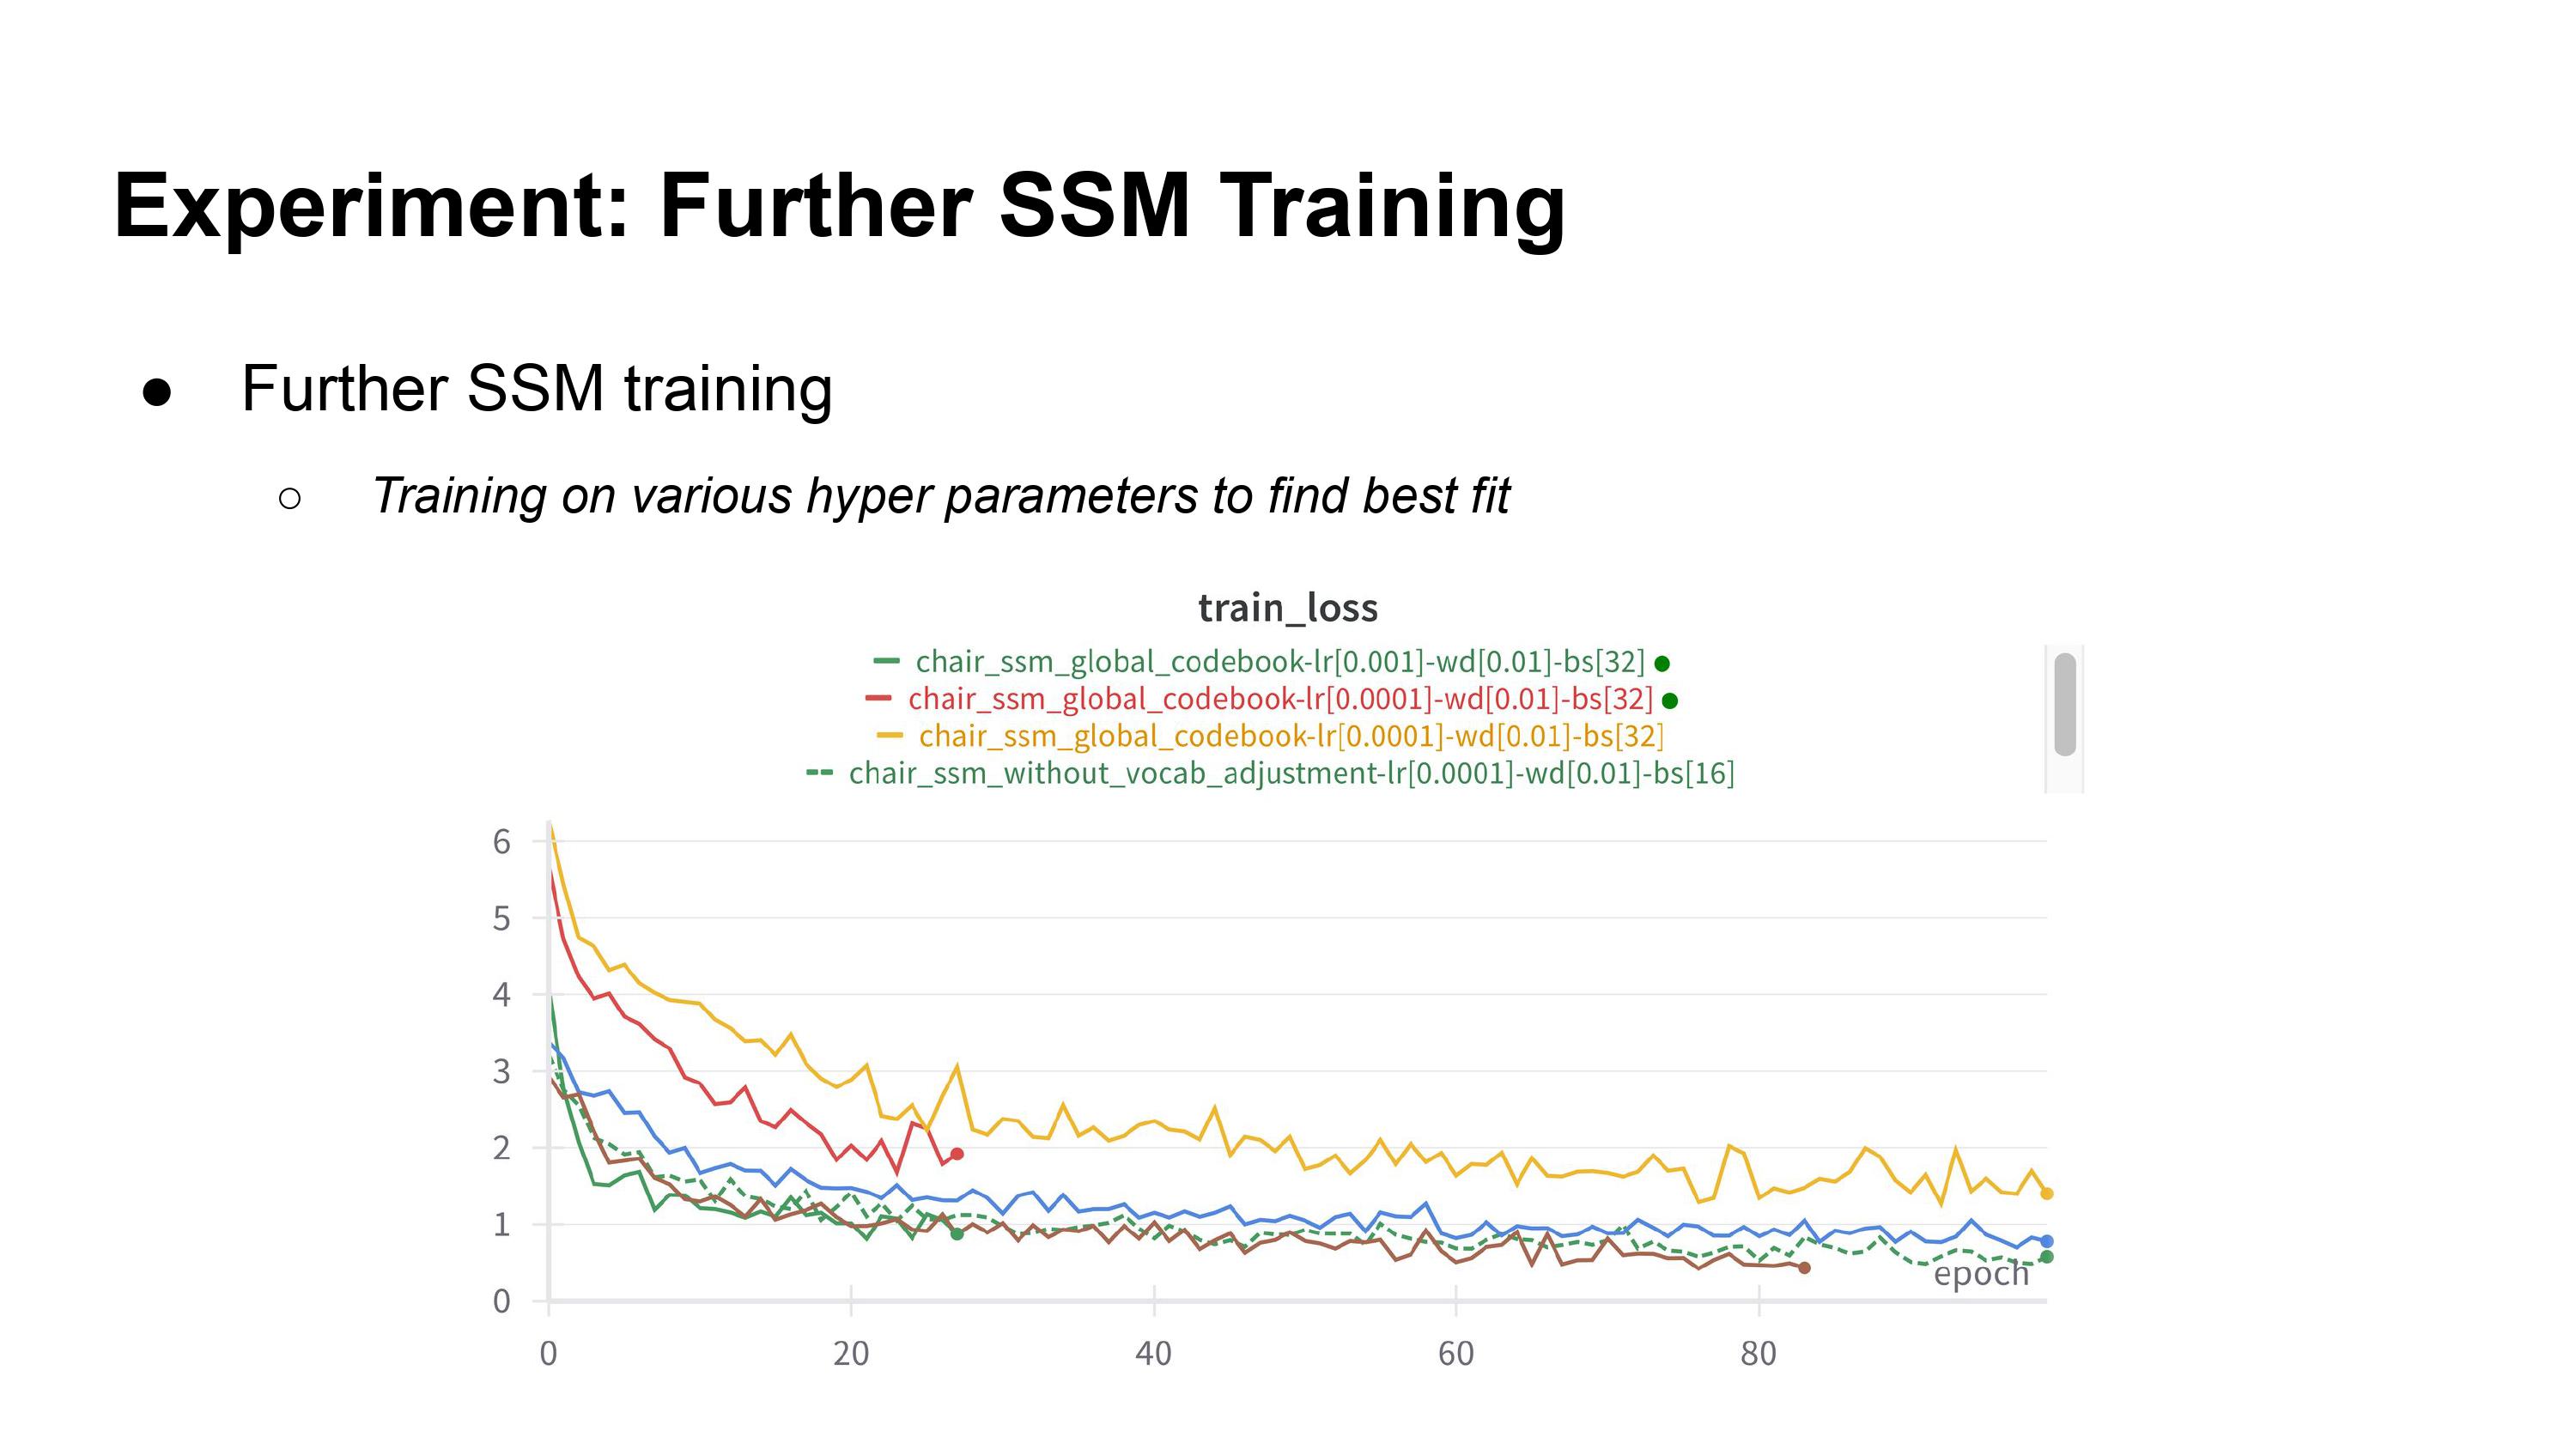 Experiment: Further SSM Training
● Further SSM training
○ Training on various hyper parameters to find best fit
train_loss
chair_ssm_global_codebook-lr[0.001]-wd[0.01]-bs[32]
chair_ssm_global_codebook-lr[0.0001]-wd[0.01]-bs[32]
chair_ssm_global_codebook-lr[0.0001]-wd[0.01]-bs[32]
chair_ssm_without_vocab_adjustment-lr[0.0001]-wd[0.01]-bs[16]
6
5
4
3
2
1
0
epoch
0 20 40 60 80